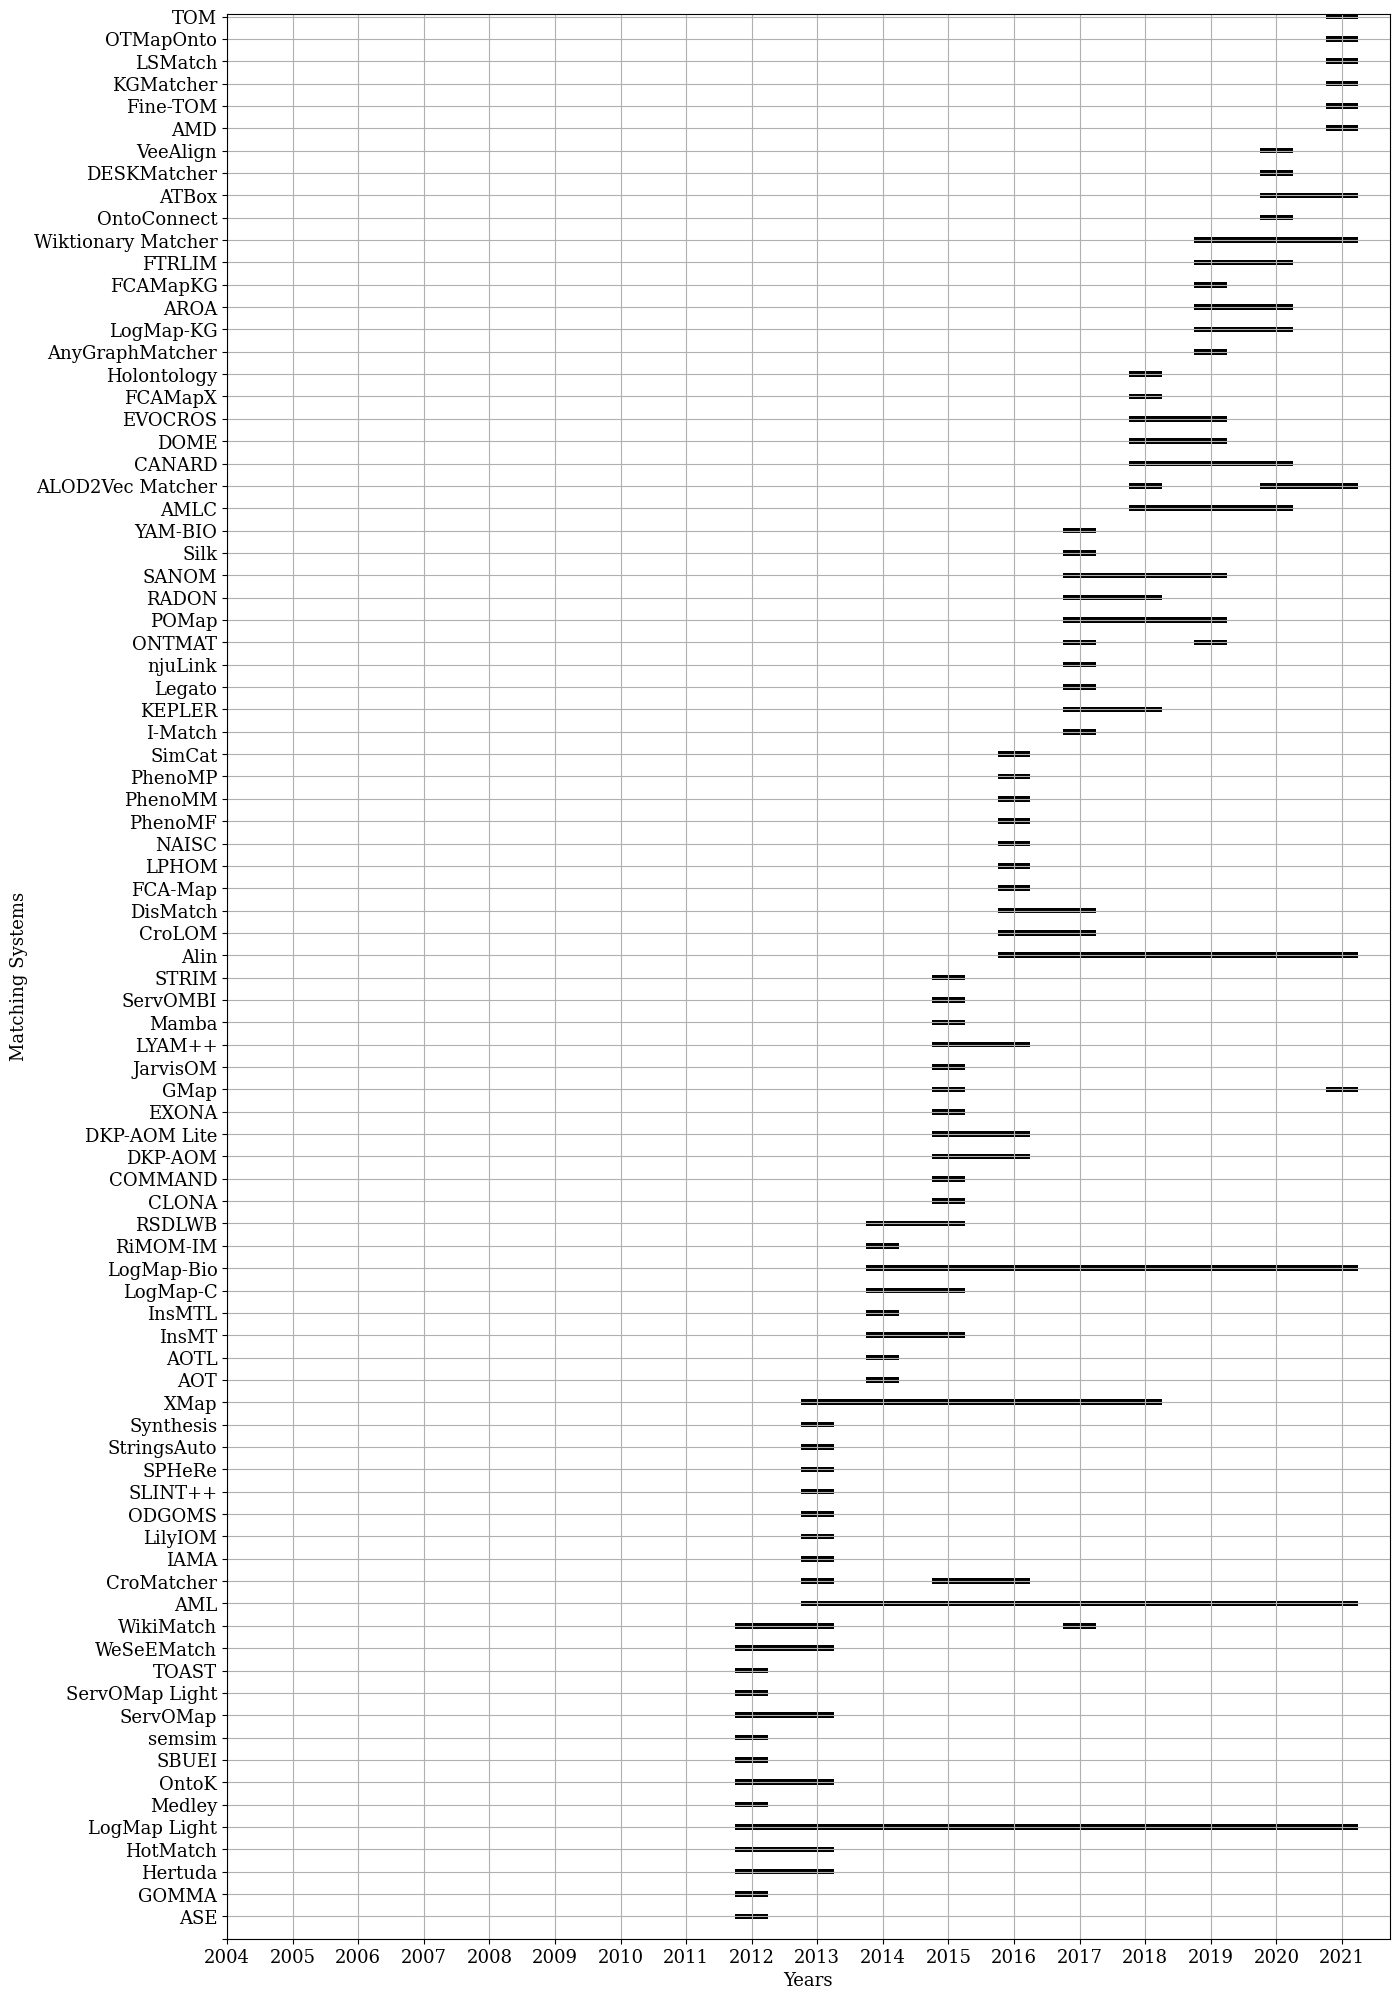 TOM
OTMapOnto
LSMatch
KGMatcher
Fine-TOM
AMD
VeeAlign
DESKMatcher
ATBox
OntoConnect
Wiktionary Matcher
FTRLIM
FCAMapKG
AROA
LogMap-KG
AnyGraphMatcher
Holontology
FCAMapX
EVOCROS
DOME
CANARD
ALOD2Vec Matcher
AMLC
YAM-BIO
Silk
SANOM
RADON
POMap
ONTMAT
njuLink
Legato
KEPLER
I-Match
SimCat
PhenoMP
PhenoMM
PhenoMF
NAISC
LPHOM
FCA-Map
DisMatch
CroLOM
Alin
STRIM
ServOMBI
Mamba
LYAM++
JarvisOM
GMap
EXONA
DKP-AOM Lite
DKP-AOM
COMMAND
CLONA
RSDLWB
RiMOM-IM
LogMap-Bio
LogMap-C
InsMTL
InsMT
AOTL
AOT
XMap
Synthesis
StringsAuto
SPHeRe
SLINT++
ODGOMS
LilyIOM
IAMA
CroMatcher
AML
WikiMatch
WeSeEMatch
TOAST
ServOMap Light
ServOMap
semsim
SBUEI
OntoK
Medley
LogMap Light
HotMatch
Hertuda
GOMMA
ASE
Matching Systems
2004 2005 2006 2007 2008 2009 2010 2011 2012 2013 2014 2015 2016 2017 2018 2019 2020 2021
Years